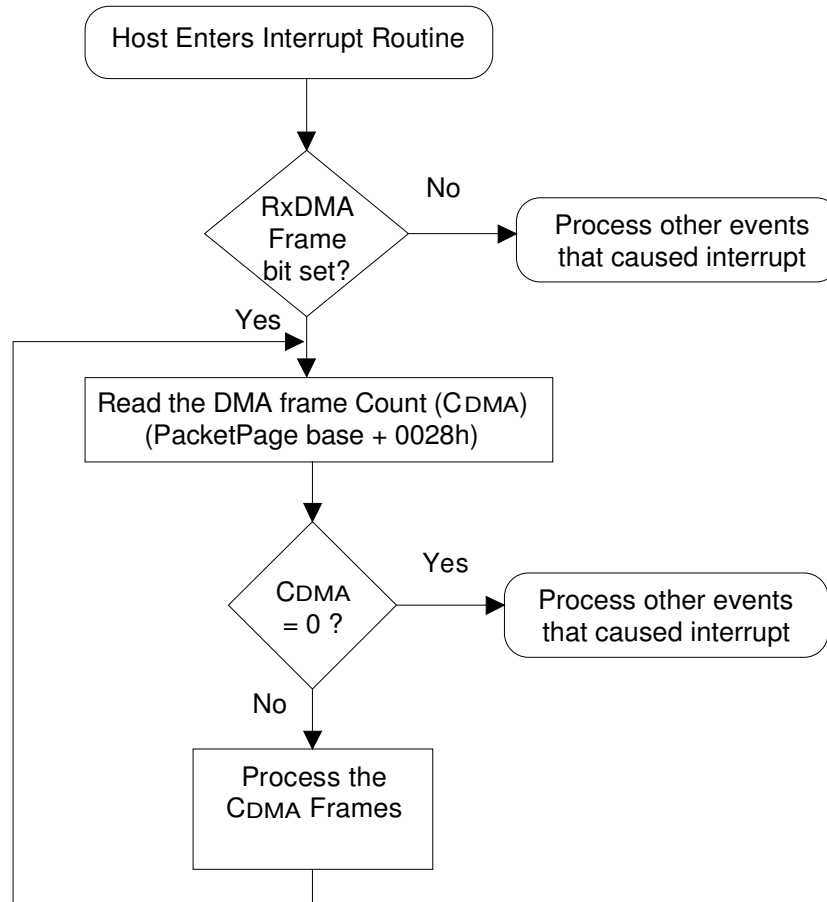 Host Enters Interrupt Routine
RxDMA
Frame
bit set?
No
Process other events
that caused interrupt
Yes
Read the DMA frame Count (CDMA)
(PacketPage base + 0028h)
CDMA
= 0 ?
Yes
Process other events
that caused interrupt
No
Process the
CDMA Frames